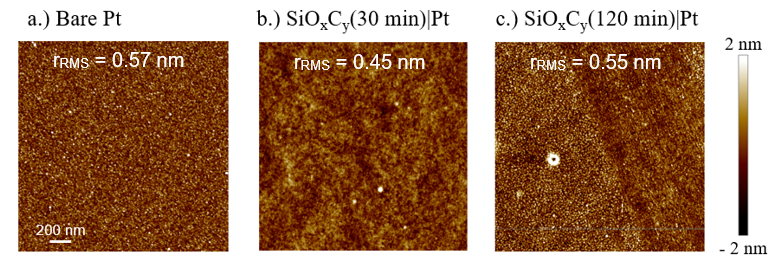 a.) Bare Pt
b.) SiOxCy(30 min)|Pt
c.) SiOxCy(120 min)|Pt
rRMS = 0.57 nm
rRMS = 0.45 nm
rRMS = 0.55 nm
2 nm
200 nm
- 2 nm